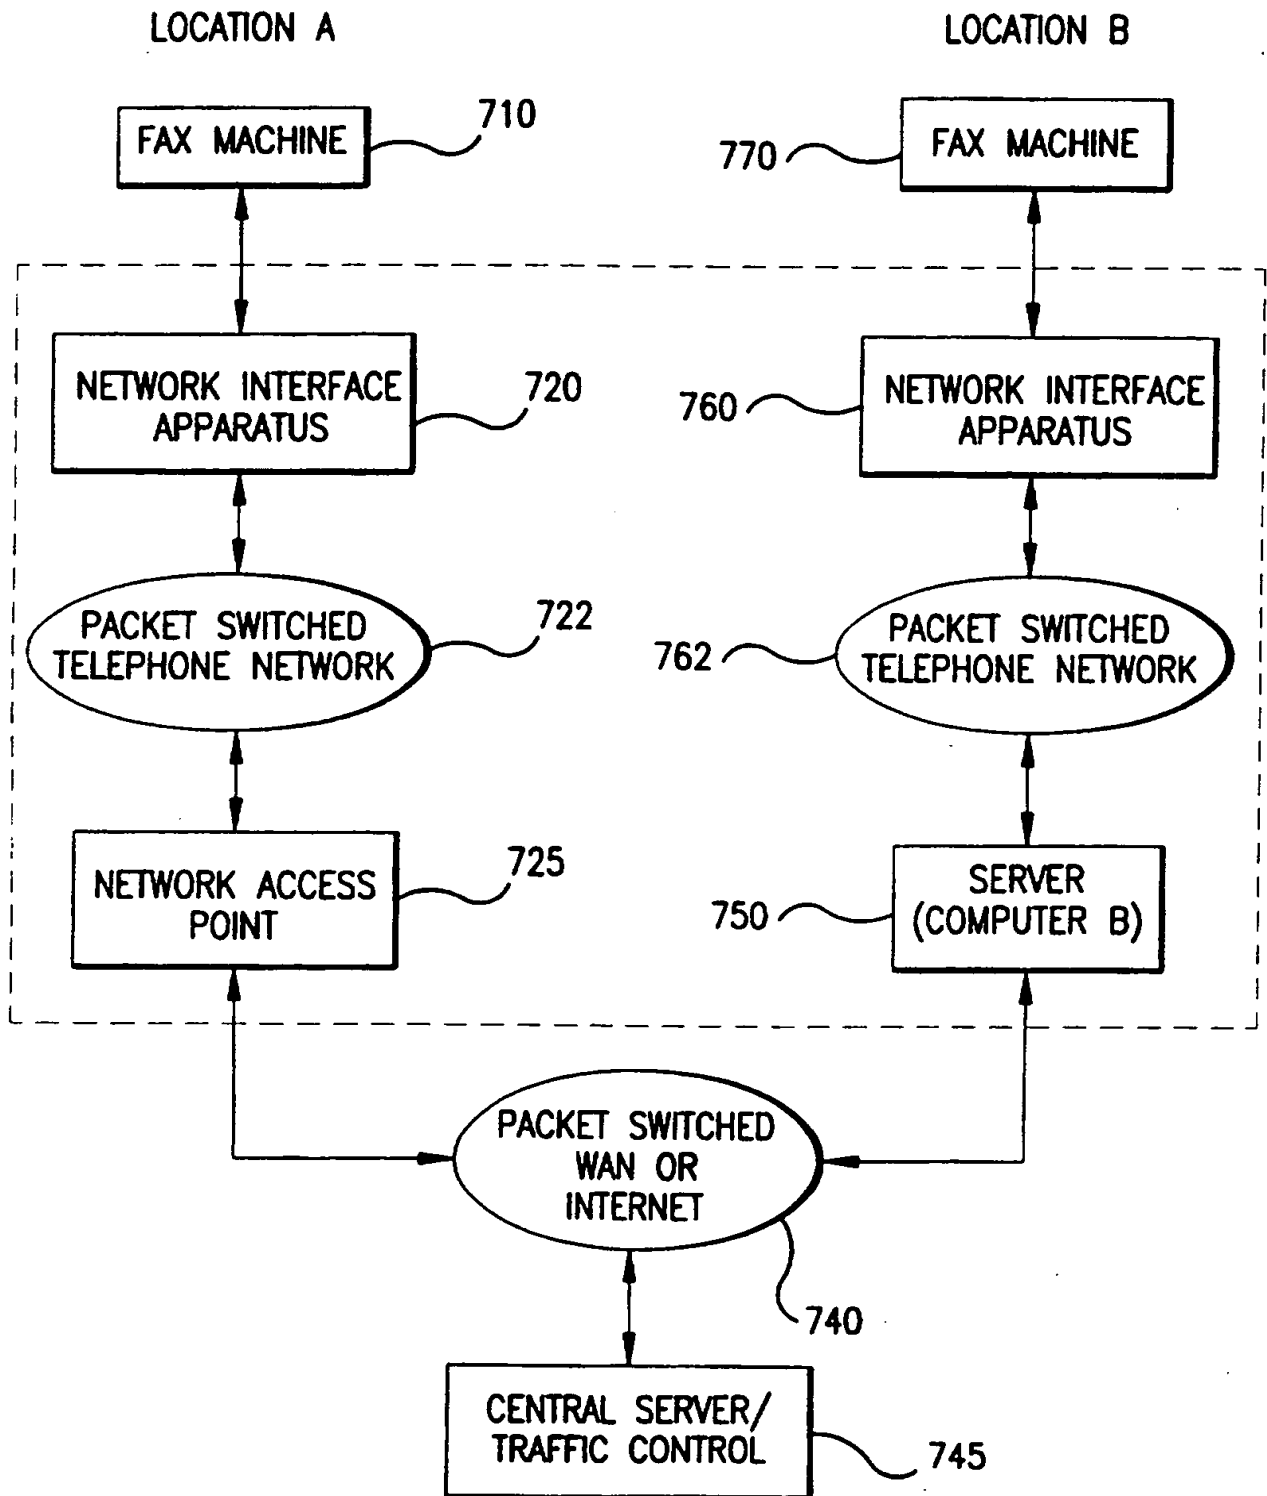 LOCATION A
LOCATION B
FAX MACHINE
710
770
FAX MACHINE
NETWORK INTERFACE
APPARATUS
720
760
NETWORK INTERFACE
APPARATUS
PACKET SWITCHED
TELEPHONE NETWORK
722
762
PACKET SWITCHED
TELEPHONE NETWORK
NETWORK ACCESS
POINT
725
750
SERVER
(COMPUTER B)
PACKET SWITCHED
WAN OR
INTERNET
740
CENTRAL SERVER/
TRAFFIC CONTROL
745